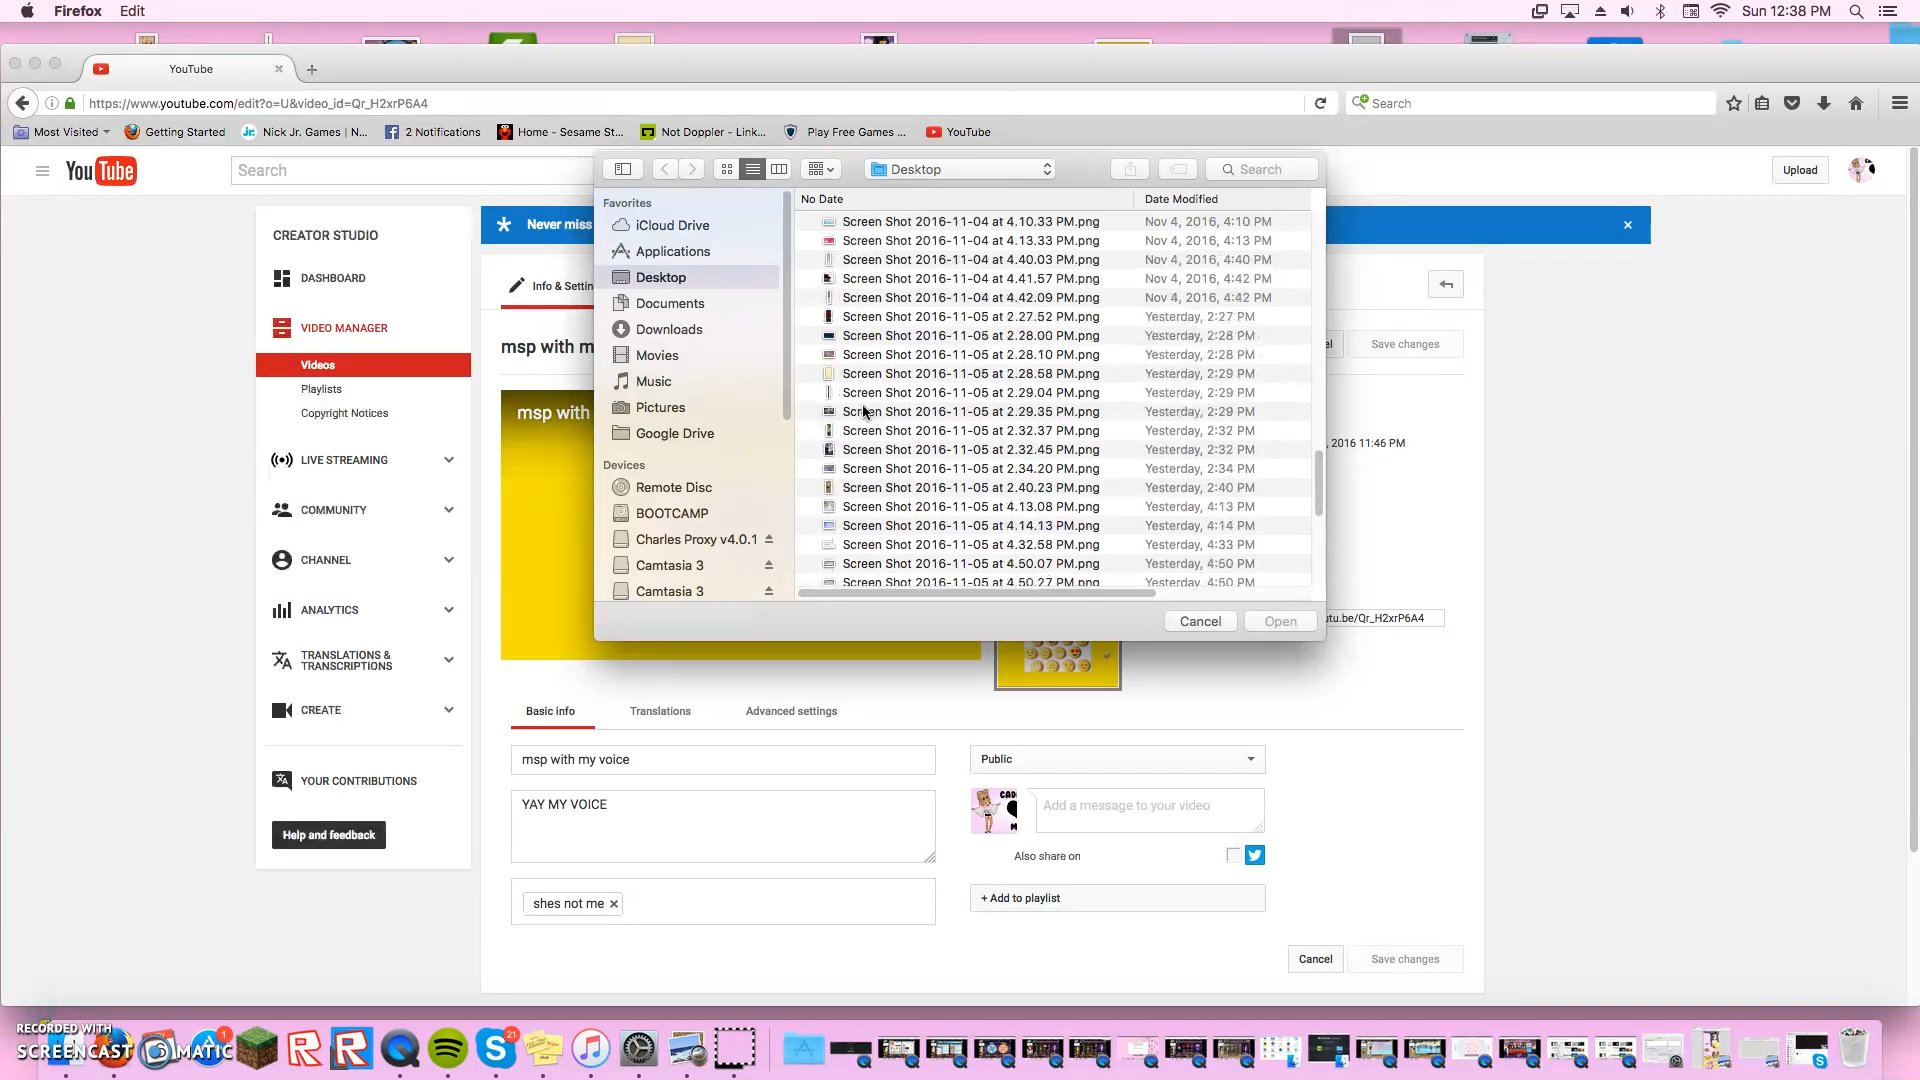 Firefox Edit
Sun 12:38 PM
YouTube
https://www.youtube.com/edit?o=U&video_id=Qr_H2xrP6A4
Search
Most Visited
Getting Started
Nick Jr. Games | N...
2 Notifications
Home - Sesame St...
Not Doppler - Link...
Play Free Games ...
YouTube
YouTube
Search
Upload
Desktop
Search
Favorites
iCloud Drive
Applications
Desktop
Documents
Downloads
Movies
Music
Pictures
Google Drive
Devices
Remote Disc
BOOTCAMP
Charles Proxy v4.0.1
Camtasia 3
Camtasia 3
No Date
Date Modified
Screen Shot 2016-11-04 at 4.10.33 PM.png Nov 4, 2016, 4:10 PM
Screen Shot 2016-11-04 at 4.13.33 PM.png Nov 4, 2016, 4:13 PM
Screen Shot 2016-11-04 at 4.40.03 PM.png Nov 4, 2016, 4:40 PM
Screen Shot 2016-11-04 at 4.41.57 PM.png Nov 4, 2016, 4:42 PM
Screen Shot 2016-11-04 at 4.42.09 PM.png Nov 4, 2016, 4:42 PM
Screen Shot 2016-11-05 at 2.27.52 PM.png Yesterday, 2:27 PM
Screen Shot 2016-11-05 at 2.28.00 PM.png Yesterday, 2:28 PM
Screen Shot 2016-11-05 at 2.28.10 PM.png Yesterday, 2:28 PM
Screen Shot 2016-11-05 at 2.28.58 PM.png Yesterday, 2:29 PM
Screen Shot 2016-11-05 at 2.29.04 PM.png Yesterday, 2:29 PM
Screen Shot 2016-11-05 at 2.29.35 PM.png Yesterday, 2:29 PM
Screen Shot 2016-11-05 at 2.32.37 PM.png Yesterday, 2:32 PM
Screen Shot 2016-11-05 at 2.32.45 PM.png Yesterday, 2:32 PM
Screen Shot 2016-11-05 at 2.34.20 PM.png Yesterday, 2:34 PM
Screen Shot 2016-11-05 at 2.40.23 PM.png Yesterday, 2:40 PM
Screen Shot 2016-11-05 at 4.13.08 PM.png Yesterday, 4:13 PM
Screen Shot 2016-11-05 at 4.14.13 PM.png Yesterday, 4:14 PM
Screen Shot 2016-11-05 at 4.32.58 PM.png Yesterday, 4:33 PM
Screen Shot 2016-11-05 at 4.50.07 PM.png Yesterday, 4:50 PM
Screen Shot 2016-11-05 at 4.50.27 PM.png Yesterday, 4:50 PM
Cancel
Open
CREATOR STUDIO
DASHBOARD
VIDEO MANAGER
Videos
Playlists
Copyright Notices
LIVE STREAMING
COMMUNITY
CHANNEL
ANALYTICS
TRANSLATIONS &
TRANSCRIPTIONS
CREATE
YOUR CONTRIBUTIONS
Help and feedback
Never miss
Info & Settin
msp with m
Save changes
msp with
, 2016 11:46 PM
utu.be/Qr_H2xrP6A4
Basic info
Translations
Advanced settings
msp with my voice
YAY MY VOICE
shes not me
Public
Add a message to your video
Also share on
+ Add to playlist
Cancel
Save changes
RECORDED WITH
SCREENCAST MATIC
1
21